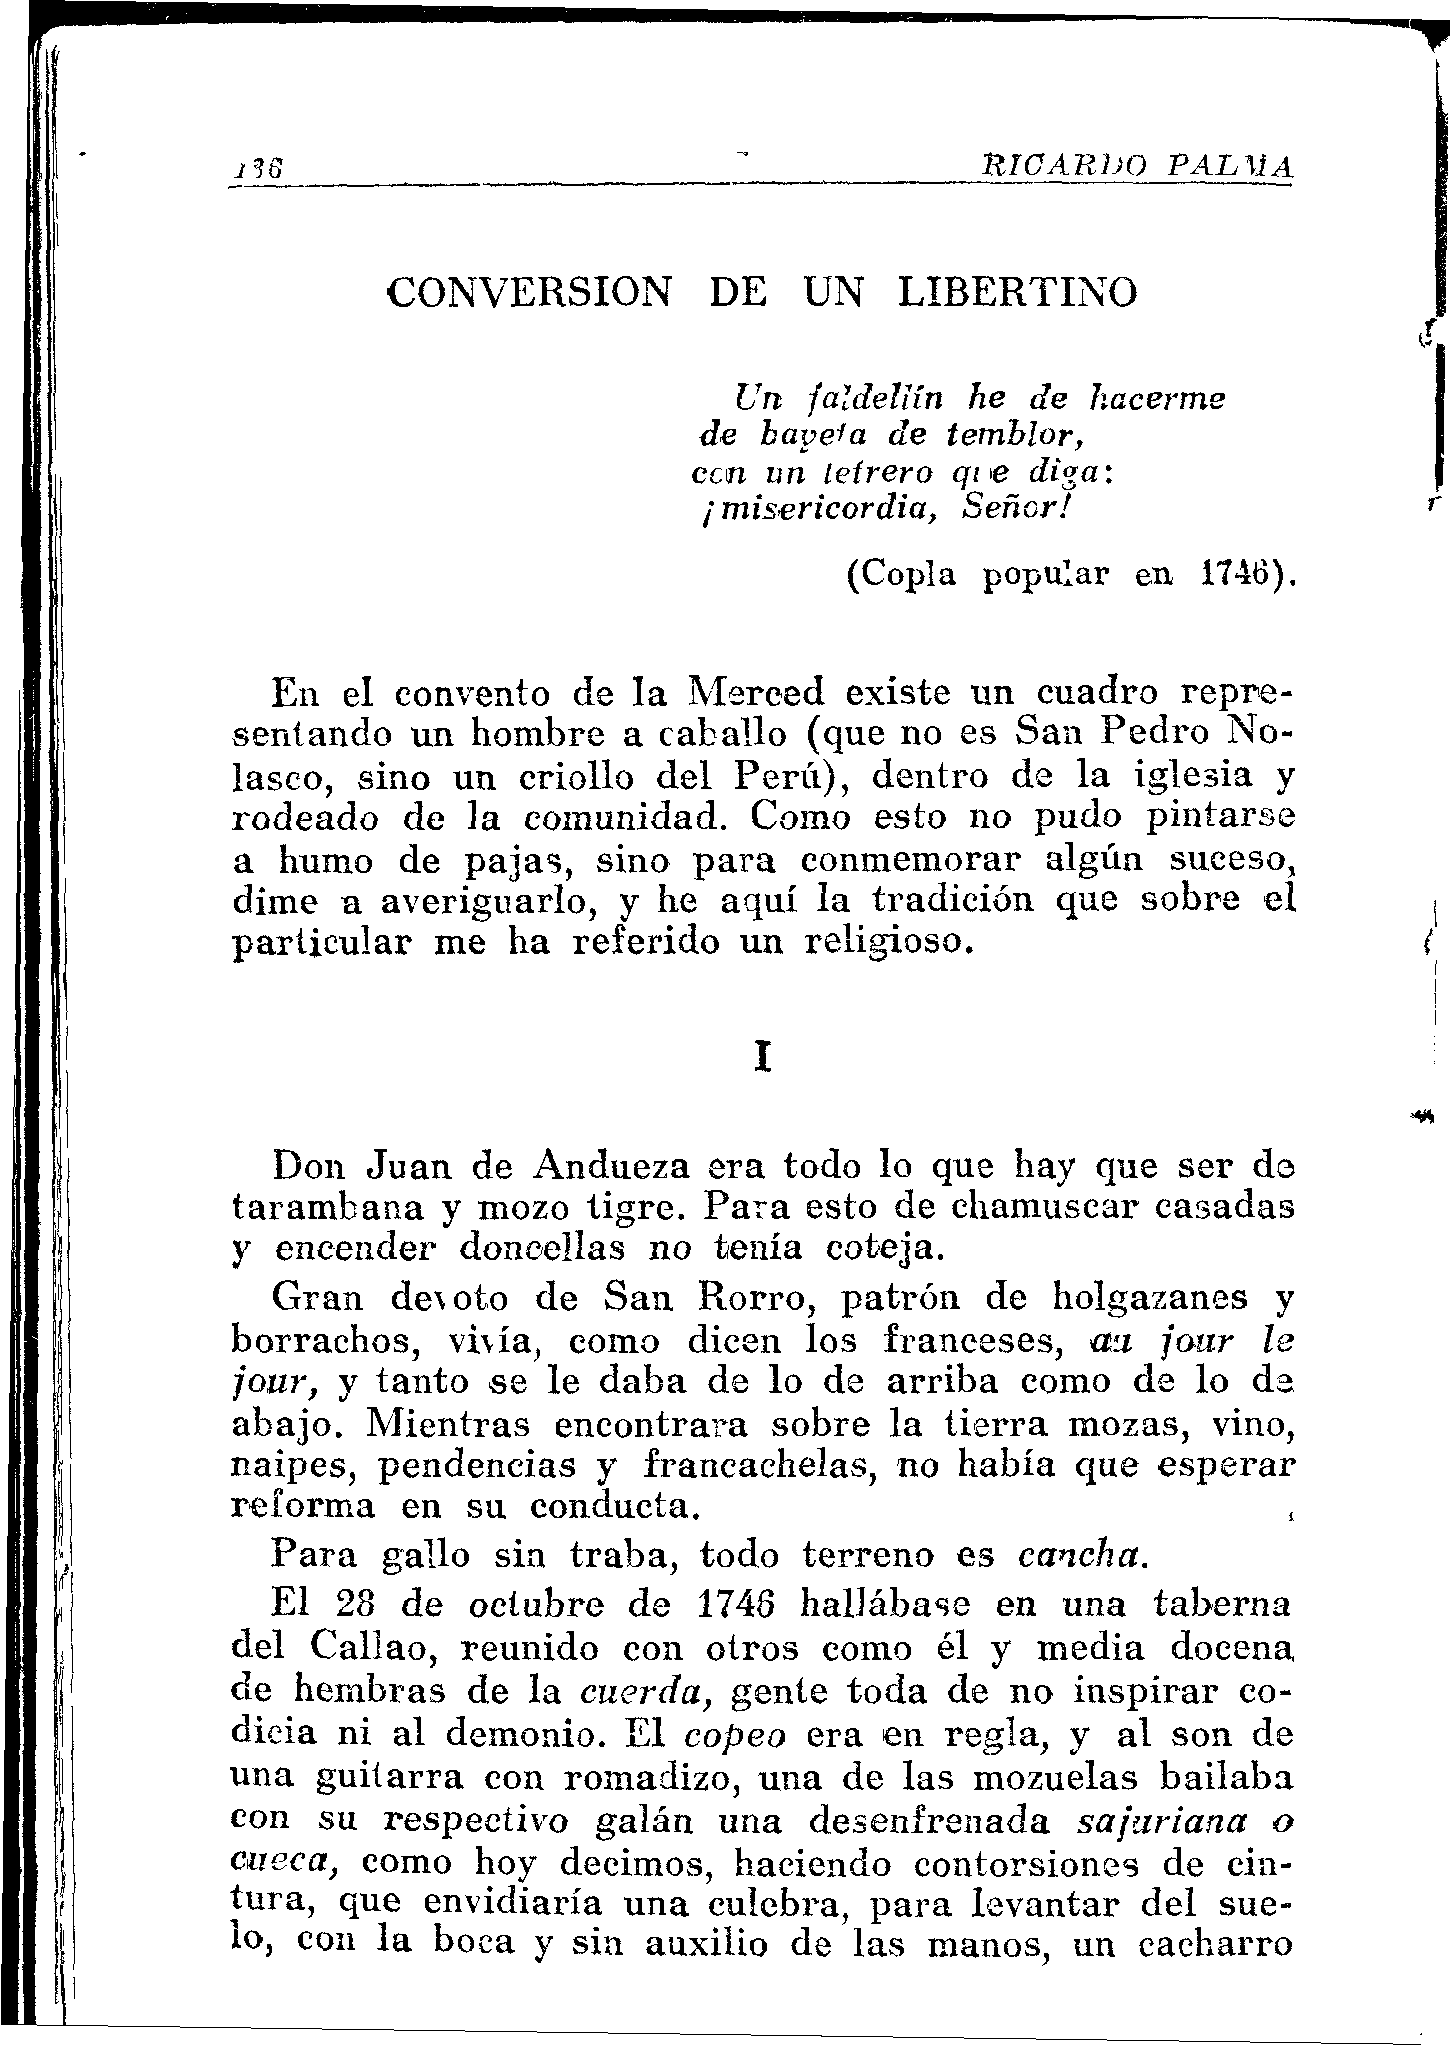 136 RICARDO PALMA
CONVERSION DE UN LIBERTINO
Un faldellín he de hacerme
de bayeta de temblor,
con un letrero que diga:
¡misericordia, Señor!
(Copla popular en 1746).
En el convento de la Merced existe un cuadro repre-
sentando un hombre a caballo (que no es San Pedro No-
lasco, sino un criollo del Perú), dentro de la iglesia y
rodeado de la comunidad. Como esto no pudo pintarse
a humo de pajas, sino para conmemorar algún suceso,
dime a averiguarlo, y he aquí la tradición que sobre el
particular me ha referido un religioso.
I
Don Juan de Andueza era todo lo que hay que ser de
tarambana y mozo tigre. Para esto de chamuscar casadas
y encender doncellas no tenía coteja.
Gran devoto de San Rorro, patrón de holgazanes y
borrachos, vivía, como dicen los franceses, au jour le
jour, y tanto se le daba de lo de arriba como de lo de
abajo. Mientras encontrara sobre la tierra mozas, vino,
naipes, pendencias y francachelas, no había que esperar
reforma en su conducta.
Para gallo sin traba, todo terreno es cancha.
El 28 de octubre de 1746 hallábase en una taberna
del Callao, reunido con otros como él y media docena
de hembras de la cuerda, gente toda de no inspirar co-
dicia ni al demonio. El copeo era en regla, y al son de
una guitarra con romadizo, una de las mozuelas bailaba
con su respectivo galán una desenfrenada sajuriana o
cueca, como hoy decimos, haciendo contorsiones de cin-
tura, que envidiaría una culebra, para levantar del sue-
lo, con la boca y sin auxilio de las manos, un cacharro